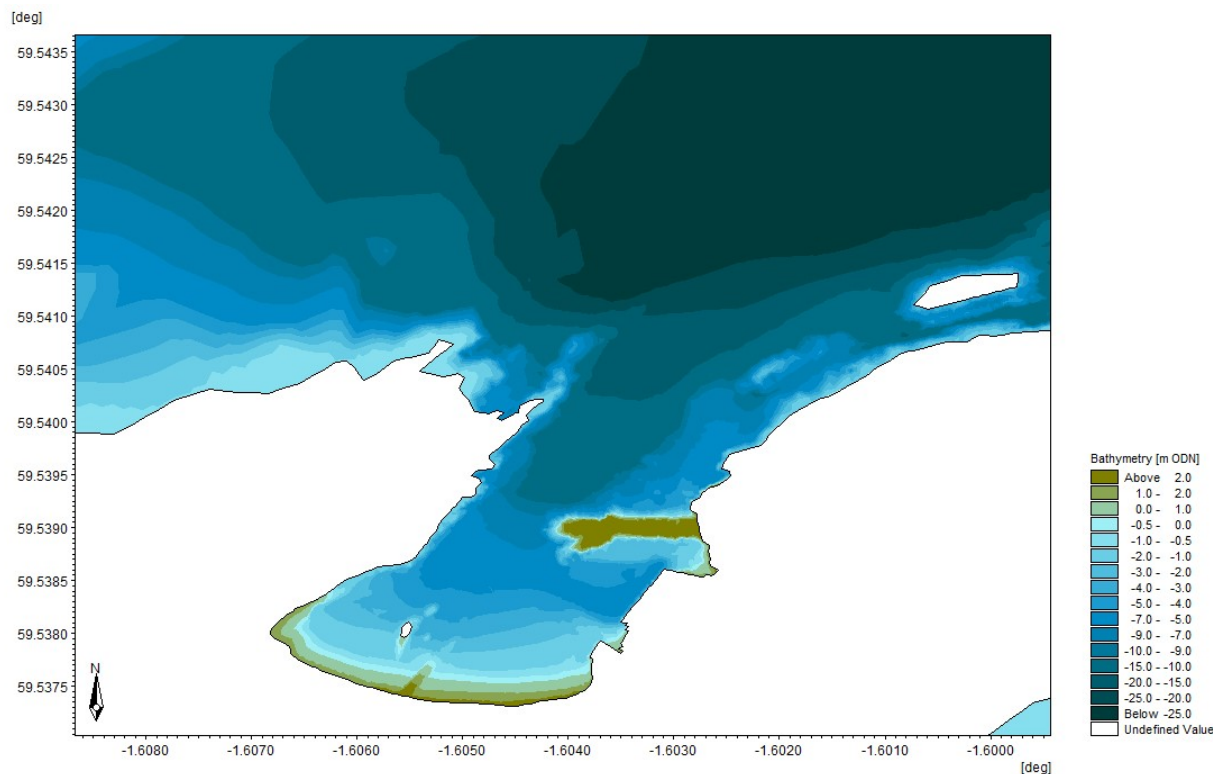 [deg]
59.5435
59.5430
59.5425
59.5420
59.5415
59.5410
59.5405
59.5400
59.5395
59.5390
59.5385
59.5380
59.5375
N
-1.6080 -1.6070 -1.6060 -1.6050 -1.6040 -1.6030 -1.6020 -1.6010 -1.6000
[deg]
Bathymetry [m ODN]
Above 2.0
1.0 - 2.0
0.0 - 1.0
-0.5 - 0.0
-1.0 - -0.5
-2.0 - -1.0
-3.0 - -2.0
-4.0 - -3.0
-5.0 - -4.0
-7.0 - -5.0
-9.0 - -7.0
-10.0 - -9.0
-15.0 - -10.0
-20.0 - -15.0
-25.0 - -20.0
Below -25.0
Undefined Value